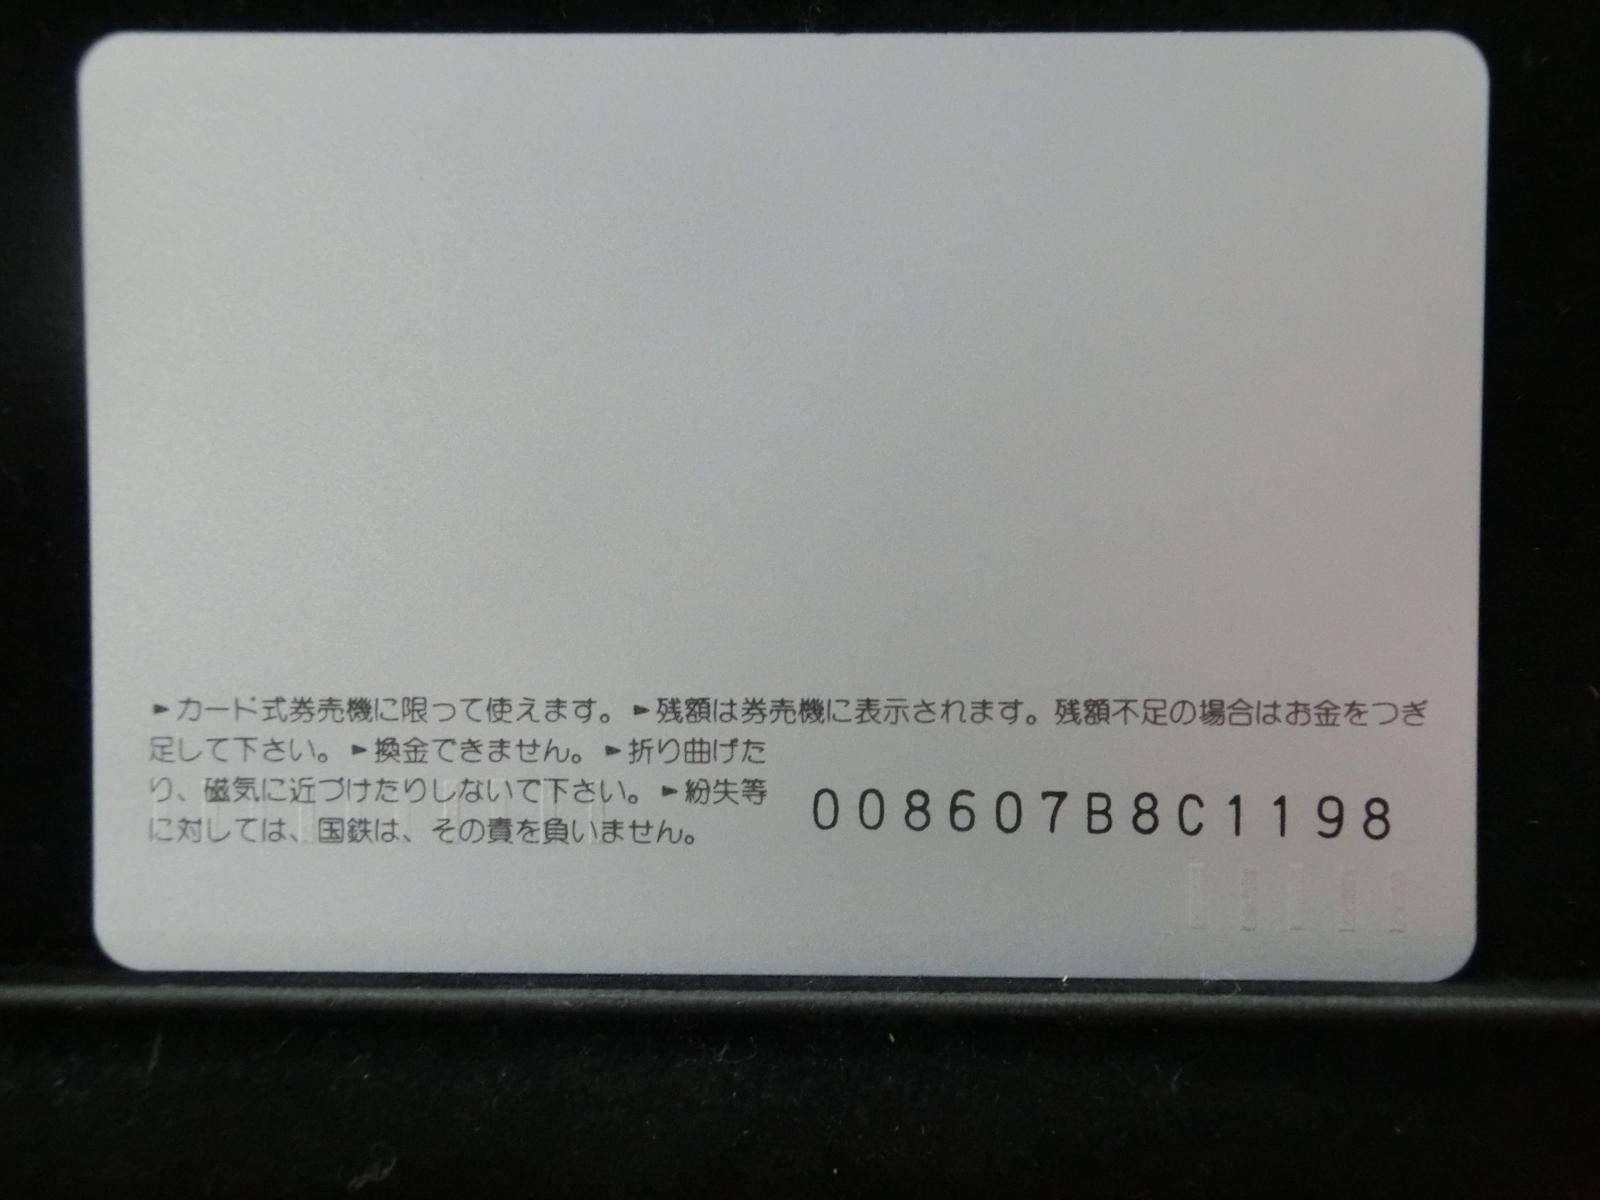 ►カード式券売機に限って使えます。►残額は券売機に表示されます。残額不足の場合はお金をつぎ
足して下さい。►換金できません。►折り曲げた
り、磁気に近づけたりしないで下さい。►紛失等
に対しては、国鉄は、その責を負いません。
008607B8C1198